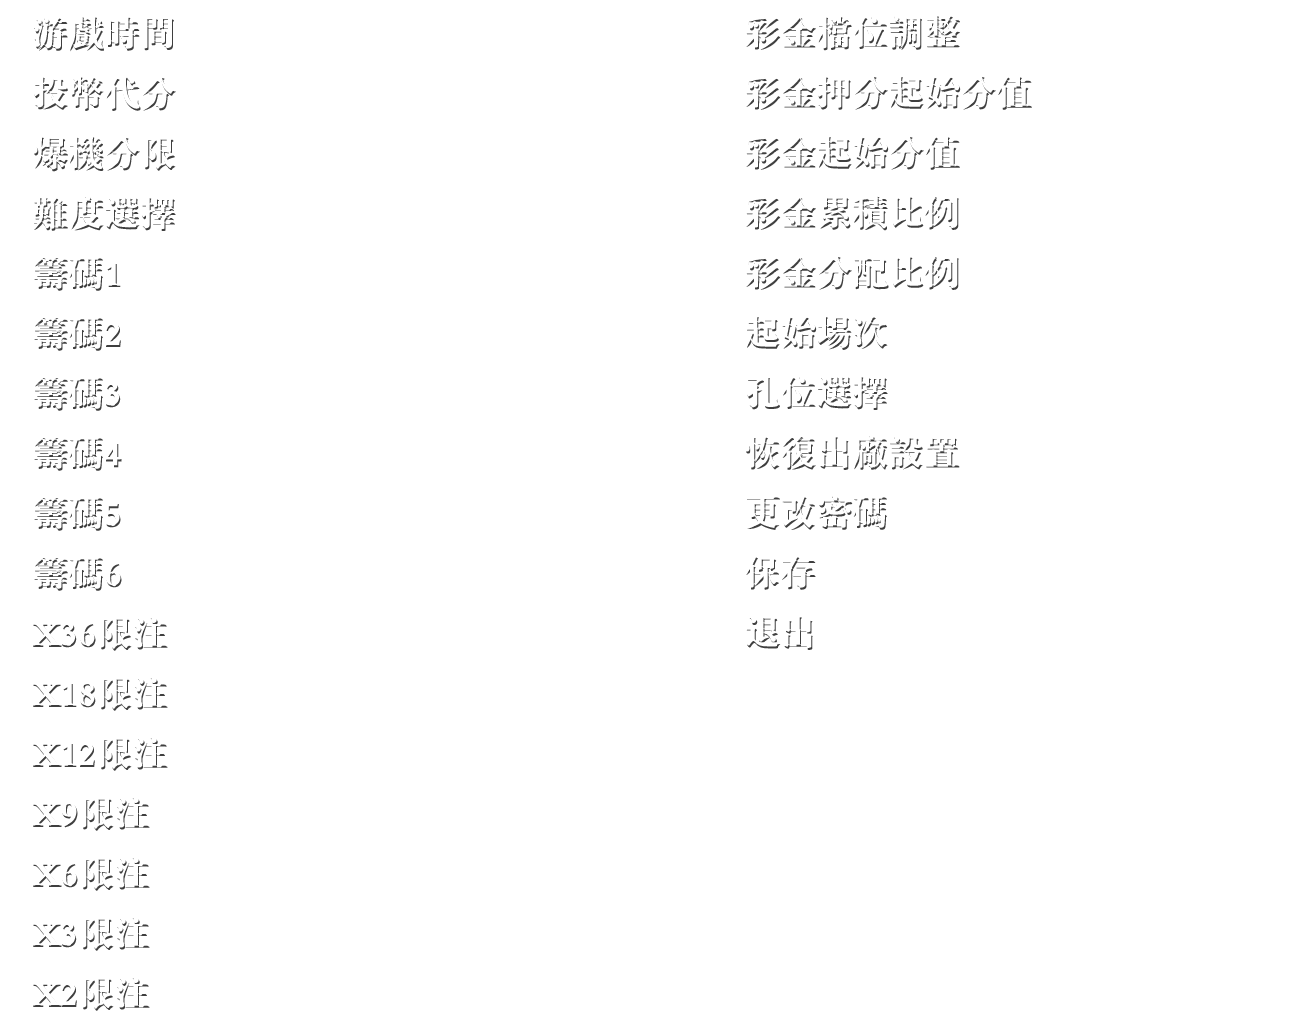 游戲時間
投幣代分
爆機分限
難度選擇
籌碼1
籌碼2
籌碼3
籌碼4
籌碼5
籌碼6
X36限注
X18限注
X12限注
X9限注
X6限注
X3限注
X2限注
彩金檔位調整
彩金押分起始分值
彩金起始分值
彩金累積比例
彩金分配比例
起始場次
孔位選擇
恢復出廠設置
更改密碼
保存
退出